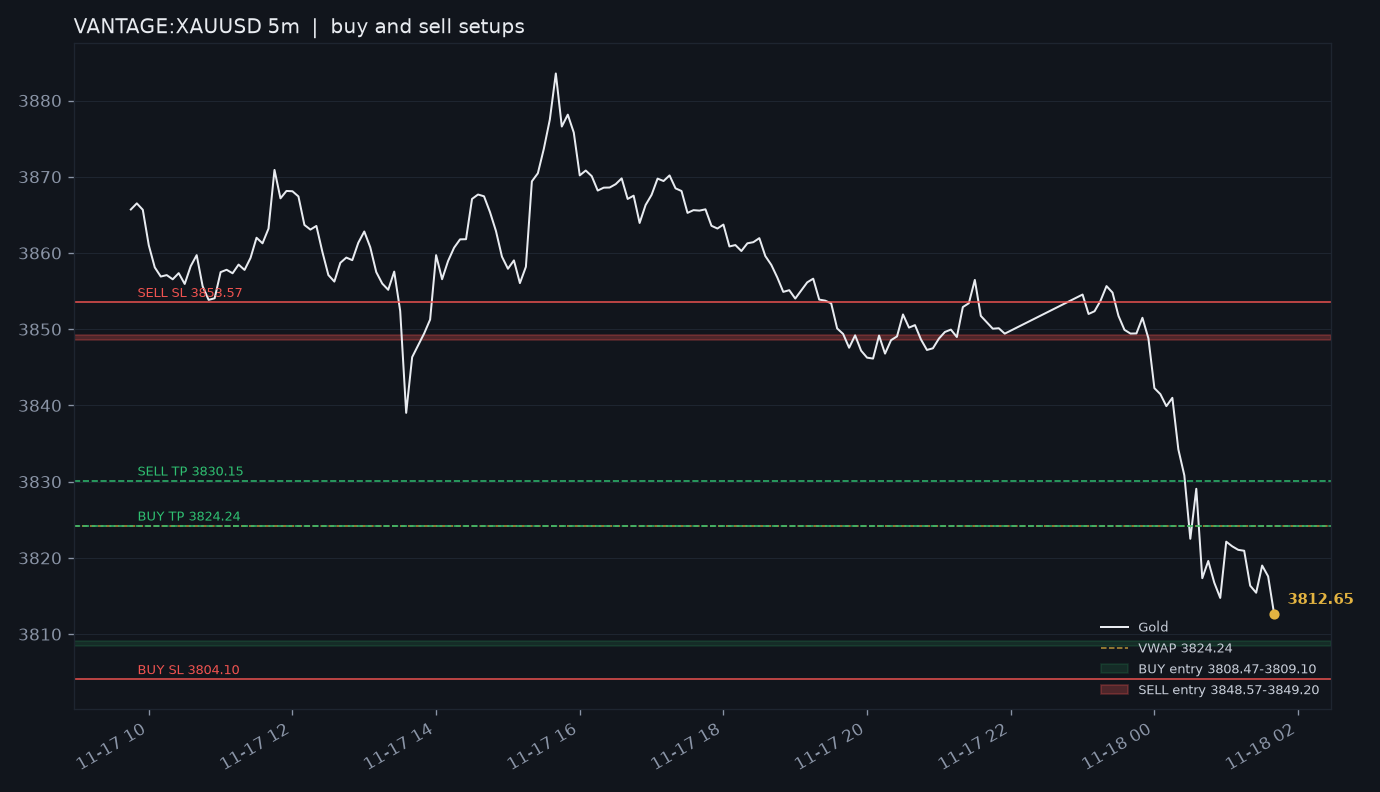 VANTAGE:XAUUSD 5m | buy and sell setups
3880
3870
3860
SELL SL 3853.57
3850
3840
SELL TP 3830.15
3830
BUY TP 3824.24
3820
3812.65
3810
Gold
VWAP 3824.24
BUY entry 3808.47-3809.10
BUY SL 3804.10
SELL entry 3848.57-3849.20
11-17 10
11-17 12
11-17 14
11-17 16
11-17 18
11-17 20
11-17 22
11-18 00
11-18 02